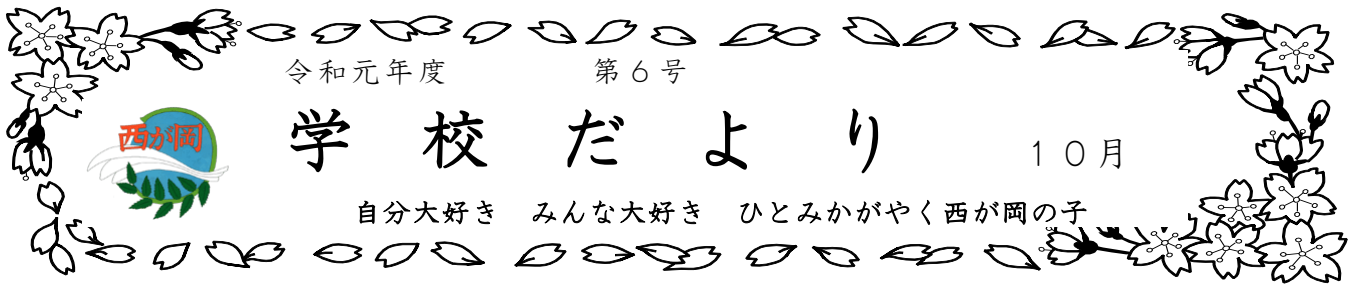 令和元年度 第6号
西が岡
学校だより 10月
自分大好き みんな大好き ひとみかがやく西が岡の子